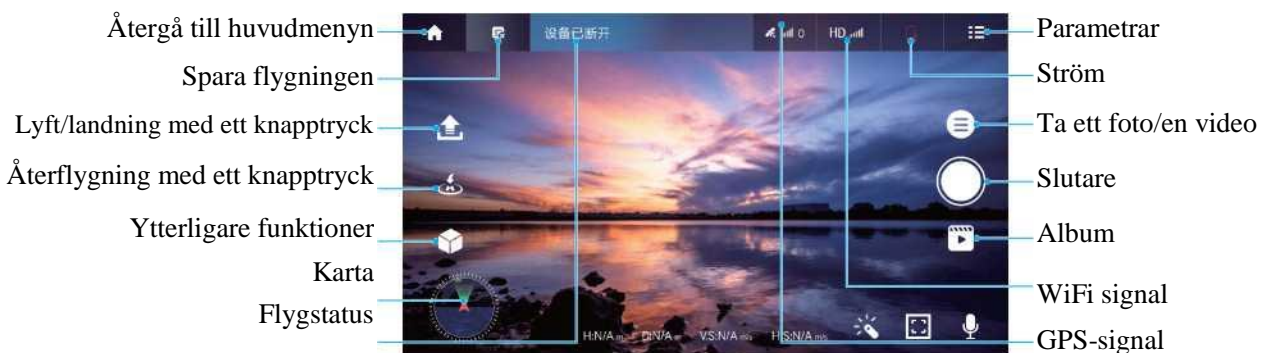 Återgå till huvudmenyn
Spara flygningen
Lyft/landning med ett knapptryck
Återflygning med ett knapptryck
Ytterligare funktioner
Karta
Flygstatus
设备已断开
0
HD
H:N/A m D:N/A m V.S:N/A m/s H.S:N/A m/s
Parametrar
Ström
Ta ett foto/en video
Slutare
Album
WiFi signal
GPS-signal